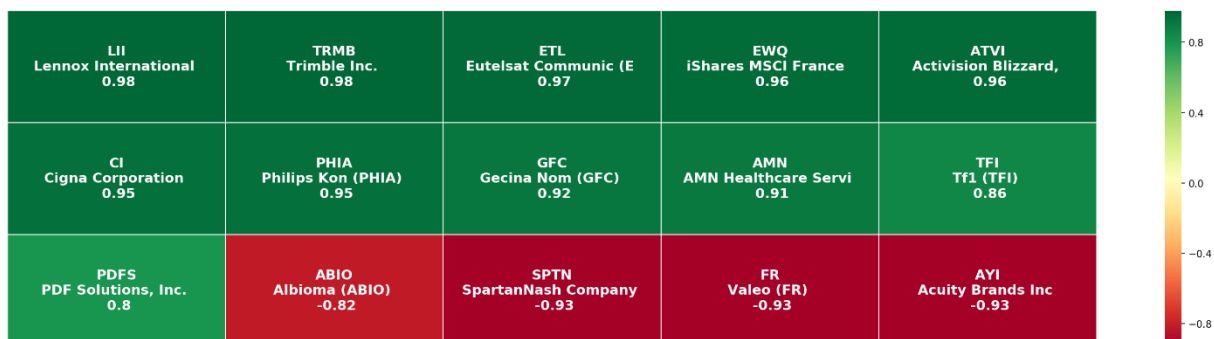 LII
Lennox International
0.98
TRMB
Trimble Inc.
0.98
ETL
Eutelsat Communic (E
0.97
EWQ
iShares MSCI France
0.96
ATVI
Activision Blizzard,
0.96
CI
Cigna Corporation
0.95
PHIA
Philips Kon (PHIA)
0.95
GFC
Gecina Nom (GFC)
0.92
AMN
AMN Healthcare Servi
0.91
TFI
Tf1 (TFI)
0.86
PDFS
PDF Solutions, Inc.
0.8
ABIO
Albioma (ABIO)
-0.82
SPTN
SpartanNash Company
-0.93
FR
Valeo (FR)
-0.93
AYI
Acuity Brands Inc
-0.93
0.8
0.4
0.0
−0.4
−0.8